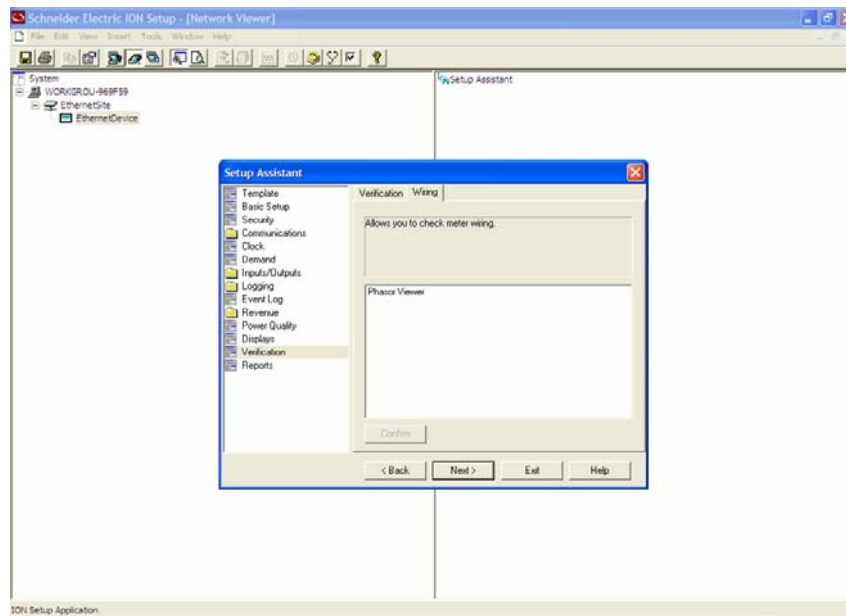 Schneider Electric ION Setup - [Network Viewer]
File Edit View Insert Tools Window Help
System
WORKGROU-969F59
EthernetSite
EthernetDevice
Setup Assistant
Setup Assistant
Template
Basic Setup
Security
Communications
Clock
Demand
Inputs/Outputs
Logging
Event Log
Revenue
Power Quality
Displays
Verification
Reports
Verification Wiring
Allows you to check meter wiring.
Phasor Viewer
Confirm
< Back Next > Exit Help
ION Setup Application